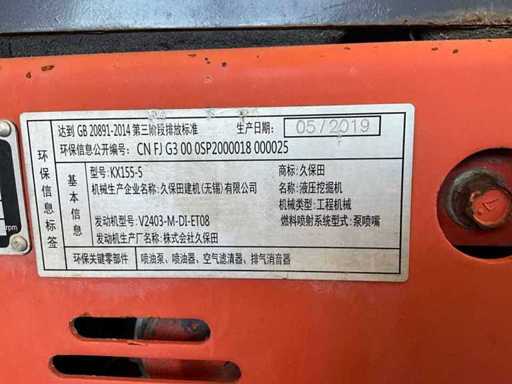 达到 GB 20891-2014 第三阶段排放标准 生产日期: 05/2019
环保信息公开编号: CN FJ G3 00 0SP2000018 000025
环保信息标签
基本信息
型号: KX155-5 商标: 久保田
机械生产企业名称: 久保田建机(无锡)有限公司 名称: 液压挖掘机
机械类型: 工程机械
发动机型号: V2403-M-DI-ET08 燃料喷射系统型式: 泵喷嘴
发动机生产厂名称: 株式会社久保田
环保关键零部件 喷油泵、喷油器、空气滤清器、排气消音器
rpm